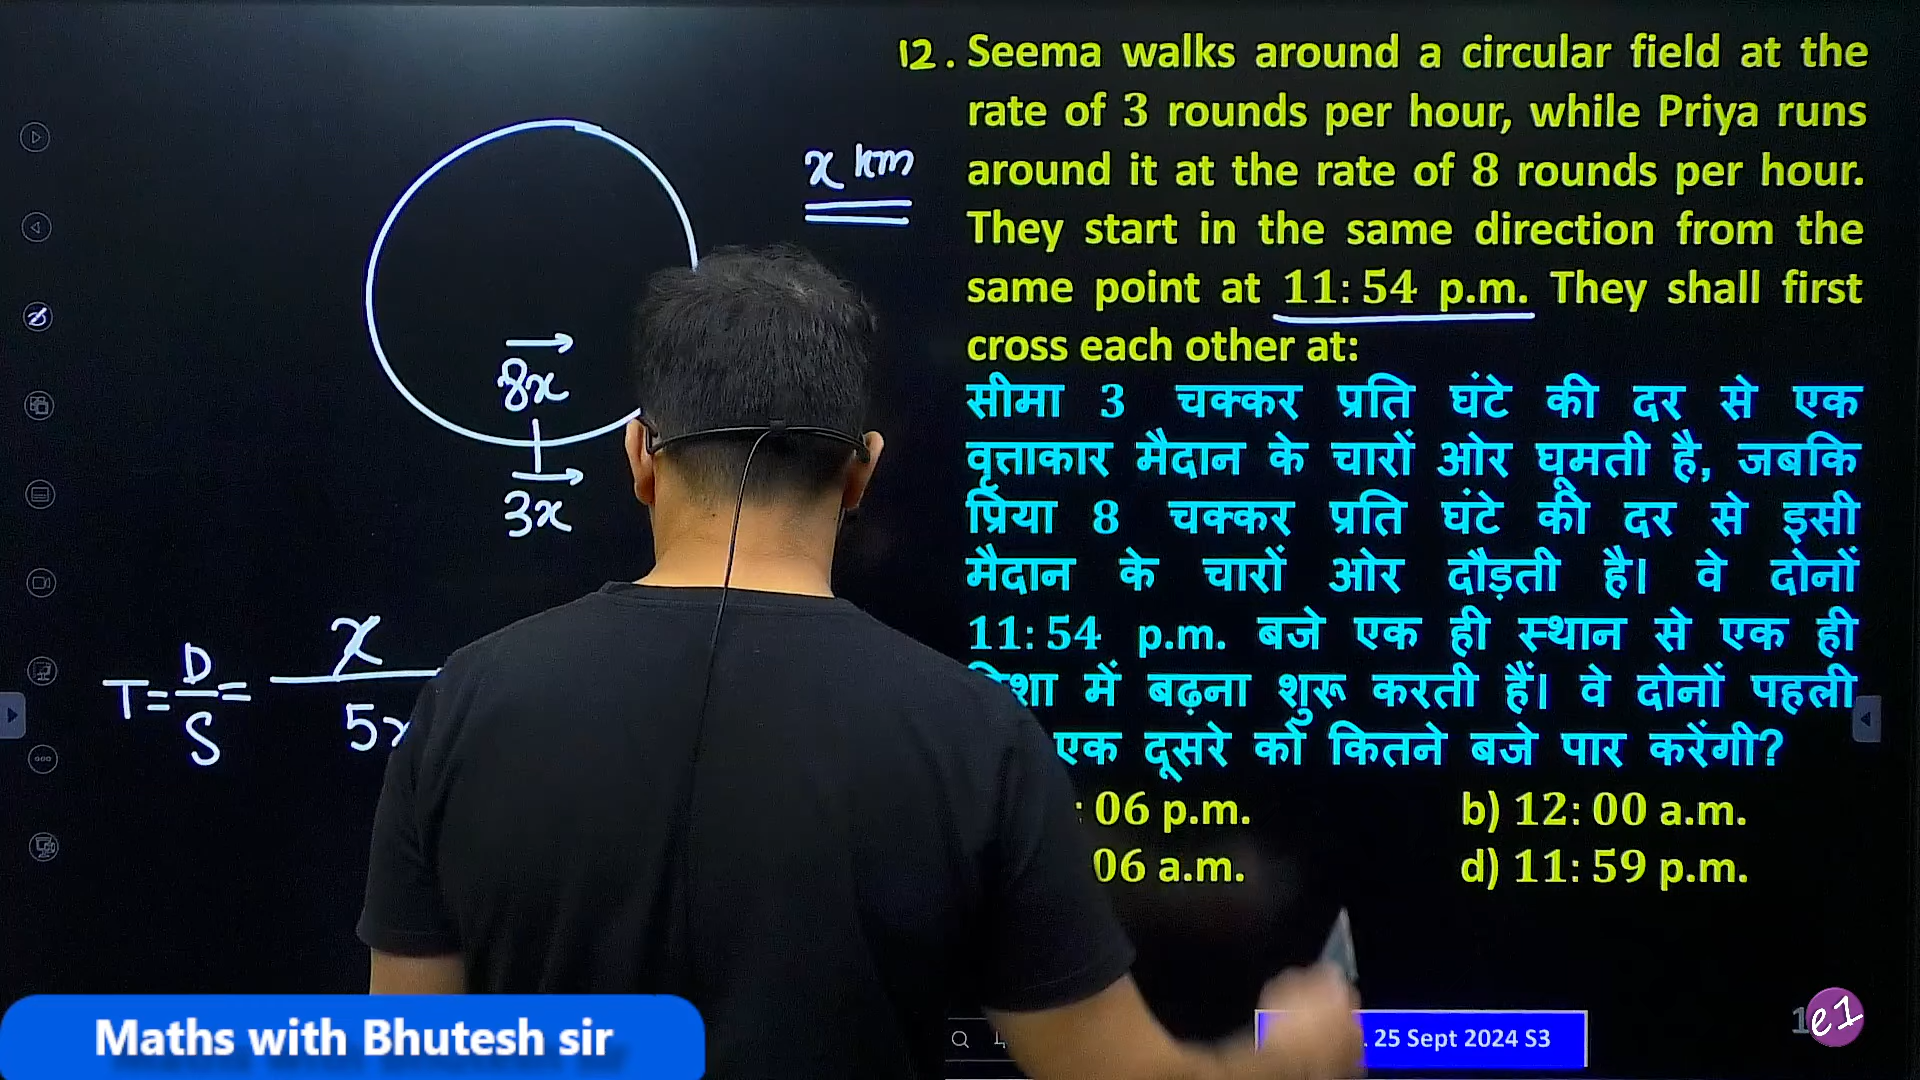 12. Seema walks around a circular field at the
rate of 3 rounds per hour, while Priya runs
around it at the rate of 8 rounds per hour.
They start in the same direction from the
same point at 11: 54 p.m. They shall first
cross each other at:
सीमा 3 चक्कर प्रति घंटे की दर से एक
वृत्ताकार मैदान के चारों ओर घूमती है, जबकि
प्रिया 8 चक्कर प्रति घंटे की दर से इसी
मैदान के चारों ओर दौड़ती है। वे दोनों
11: 54 p.m. बजे एक ही स्थान से एक ही
में बढ़ना शुरू करती हैं। वे दोनों पहली
एक दूसरे को कितने बजे पार करेंगी?
: 06 p.m. b) 12: 00 a.m.
06 a.m. d) 11: 59 p.m.
x km
8x
3x
T = D/S = x/5x
Maths with Bhutesh sir
25 Sept 2024 S3
e1